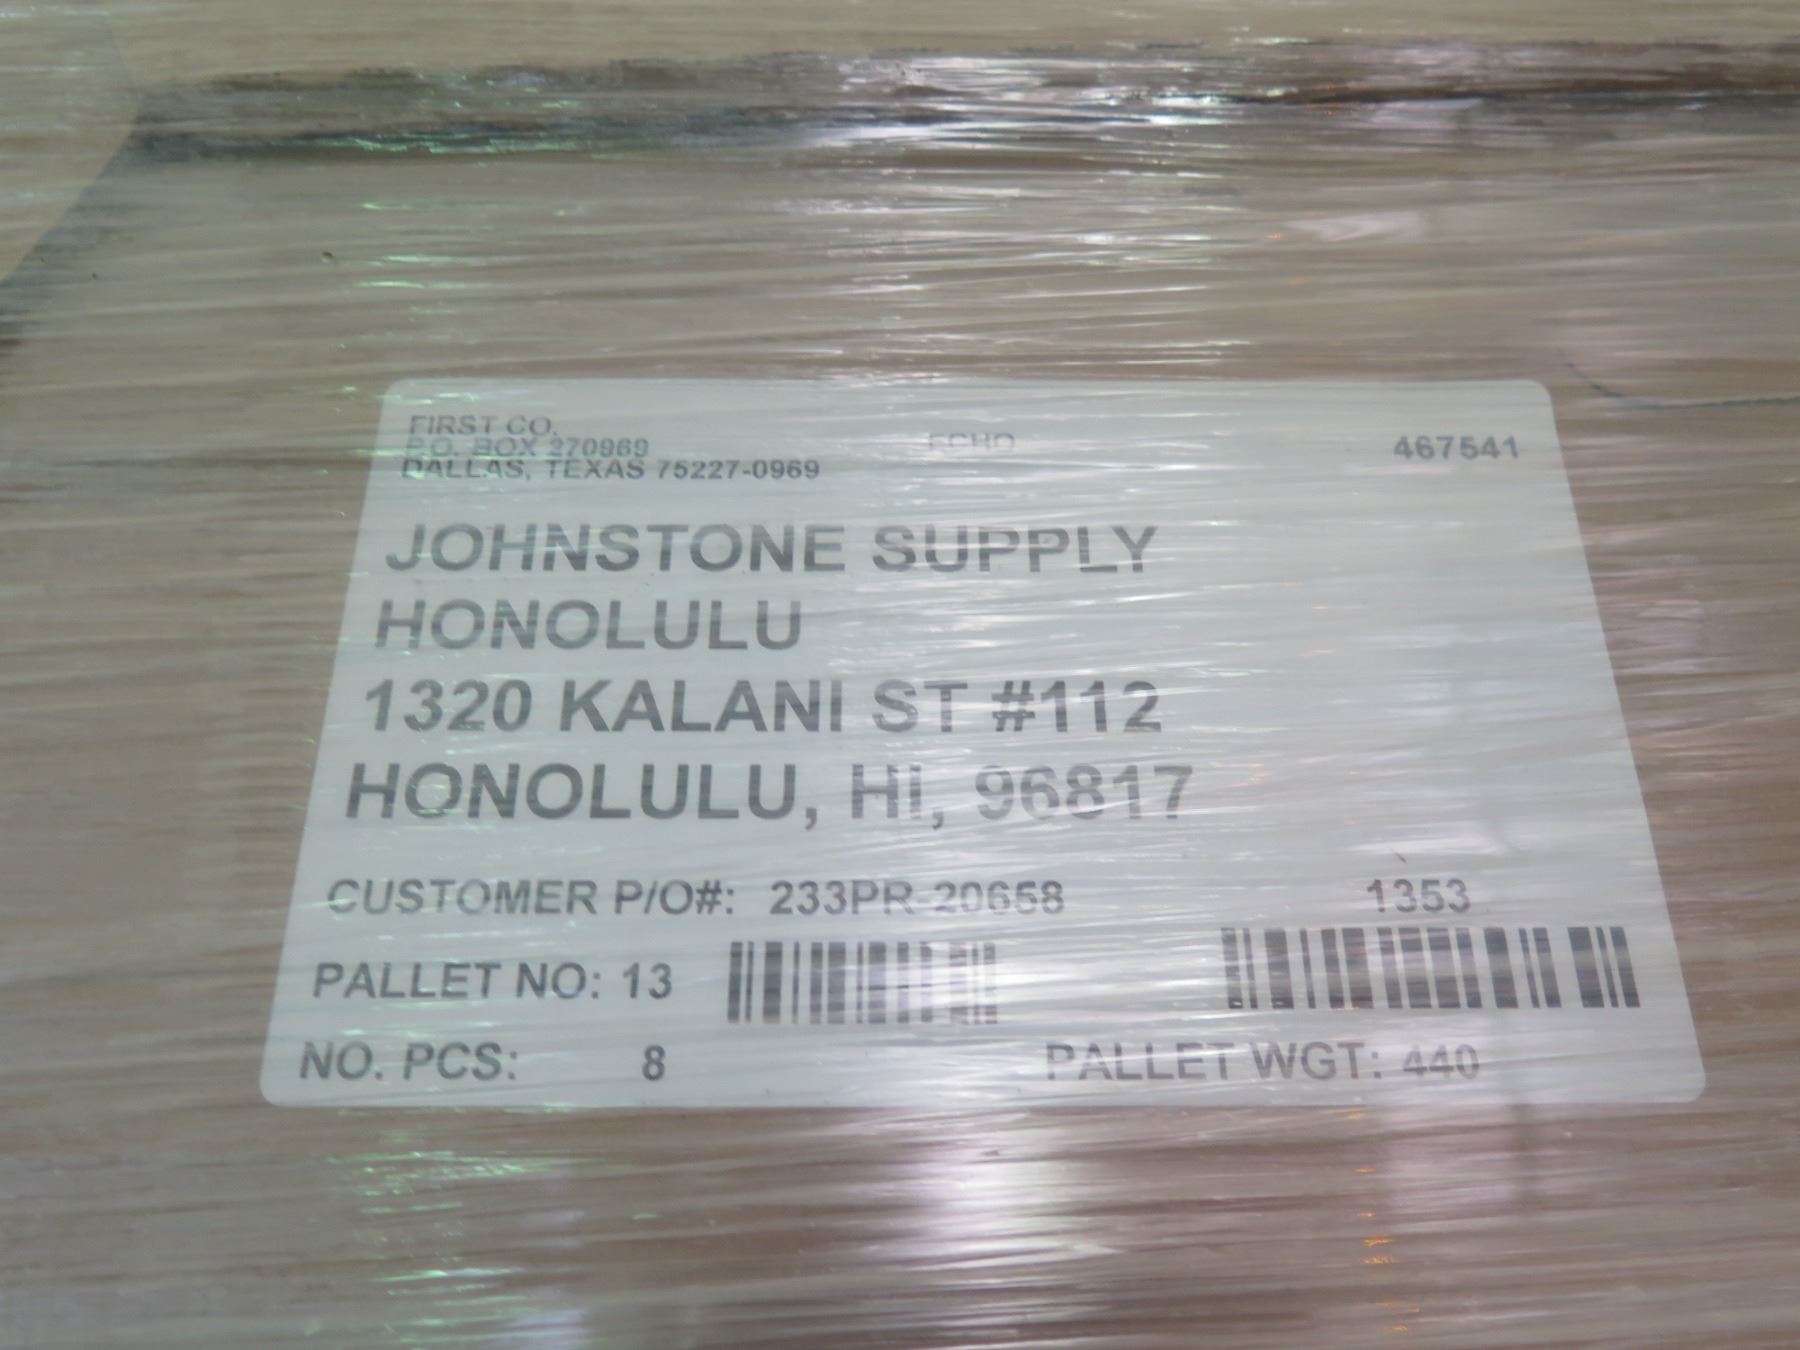 FIRST CO.
P.O. BOX 270969
DALLAS, TEXAS 75227-0969
ECHO
467541
JOHNSTONE SUPPLY
HONOLULU
1320 KALANI ST #112
HONOLULU, HI, 96817
CUSTOMER P/O#: 233PR-20658
1353
PALLET NO: 13
NO. PCS: 8
PALLET WGT: 440